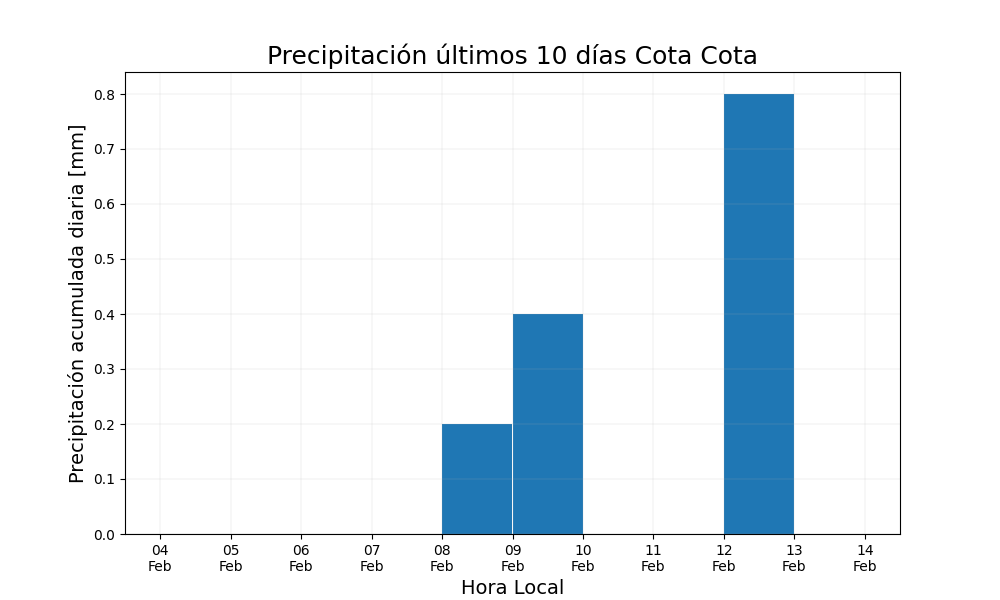 Precipitación últimos 10 días Cota Cota
Precipitación acumulada diaria [mm]
0.8
0.7
0.6
0.5
0.4
0.3
0.2
0.1
0.0
04 05 06 07 08 09 10 11 12 13 14
Feb Feb Feb Feb Feb Feb Feb Feb Feb Feb Feb
Hora Local